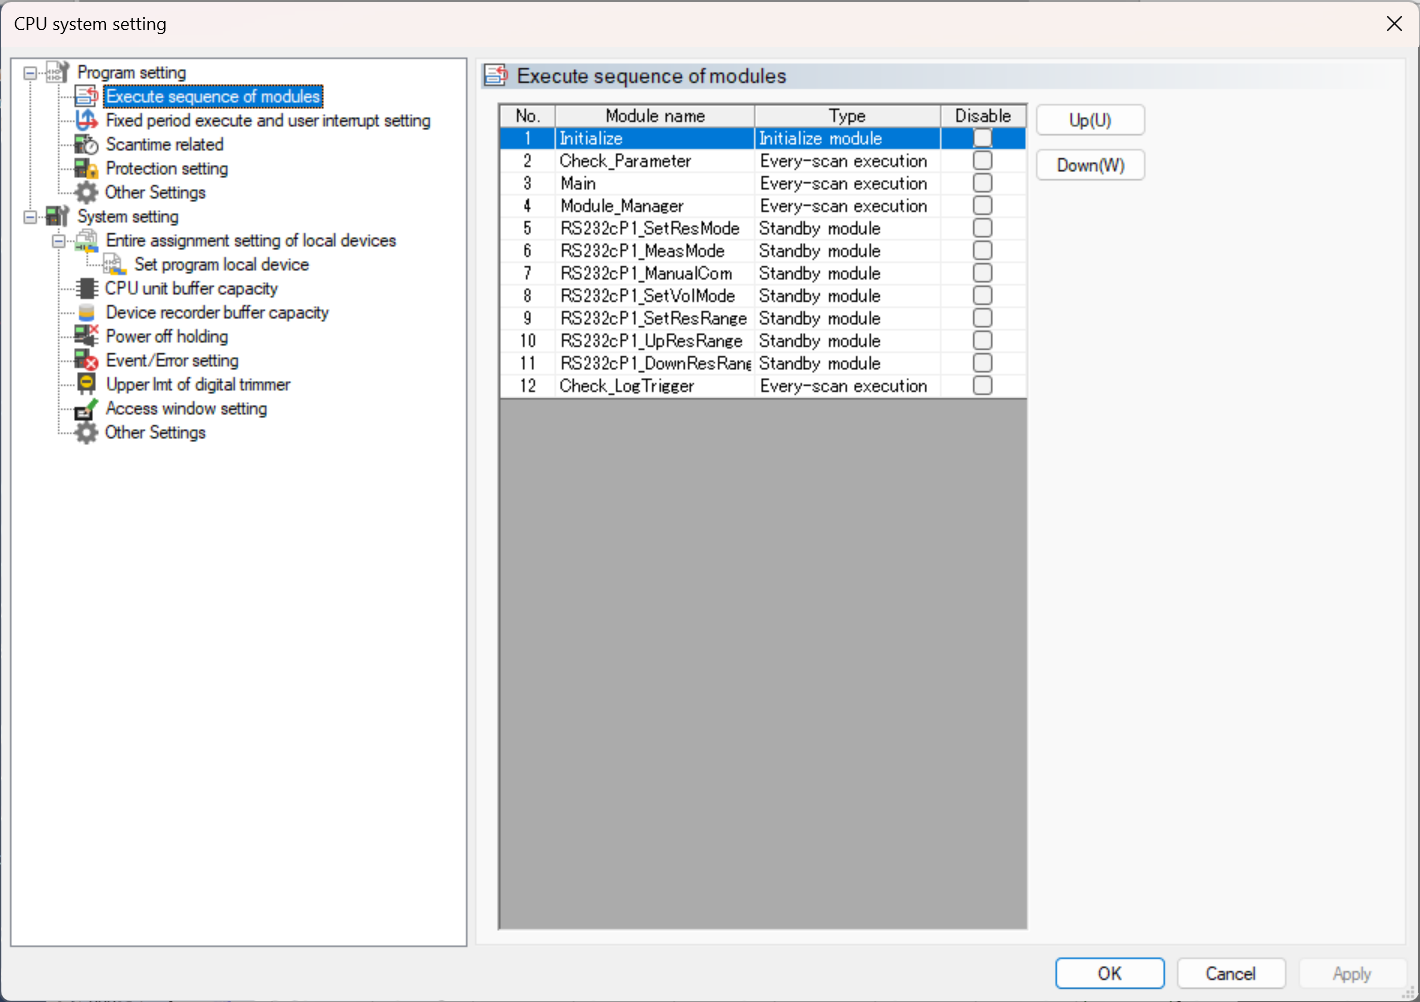 CPU system setting
Program setting
Execute sequence of modules
Fixed period execute and user interrupt setting
Scantime related
Protection setting
Other Settings
System setting
Entire assignment setting of local devices
Set program local device
CPU unit buffer capacity
Device recorder buffer capacity
Power off holding
Event/Error setting
Upper lmt of digital trimmer
Access window setting
Other Settings
Execute sequence of modules
No. Module name Type Disable
1 Initialize Initialize module
2 Check_Parameter Every-scan execution
3 Main Every-scan execution
4 Module_Manager Every-scan execution
5 RS232cP1_SetResMode Standby module
6 RS232cP1_MeasMode Standby module
7 RS232cP1_ManualCom Standby module
8 RS232cP1_SetVolMode Standby module
9 RS232cP1_SetResRange Standby module
10 RS232cP1_UpResRange Standby module
11 RS232cP1_DownResRang Standby module
12 Check_LogTrigger Every-scan execution
Up(U)
Down(W)
OK Cancel Apply